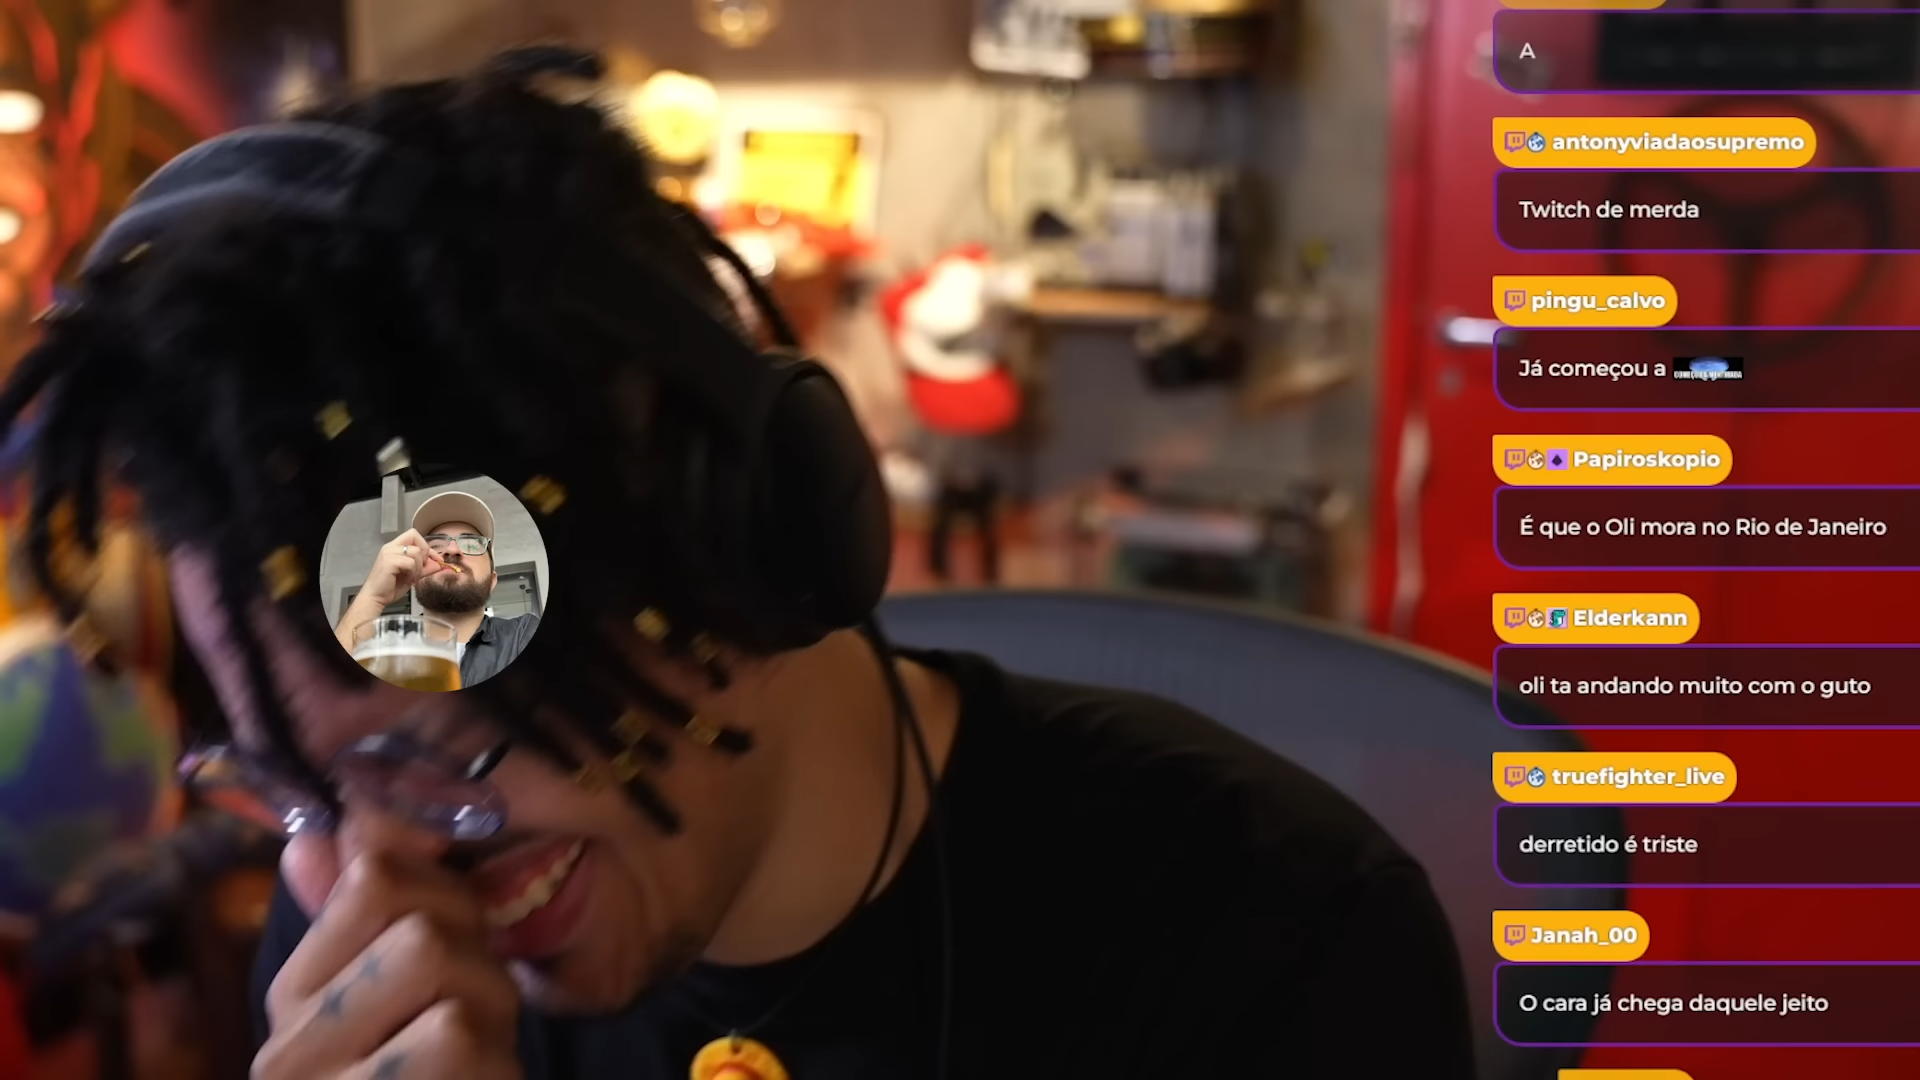 A
antonyviadaosupremo
Twitch de merda
pingu_calvo
Já começou a
Papiroskopio
É que o Oli mora no Rio de Janeiro
Elderkann
oli ta andando muito com o guto
truefighter_live
derretido é triste
Janah_00
O cara já chega daquele jeito